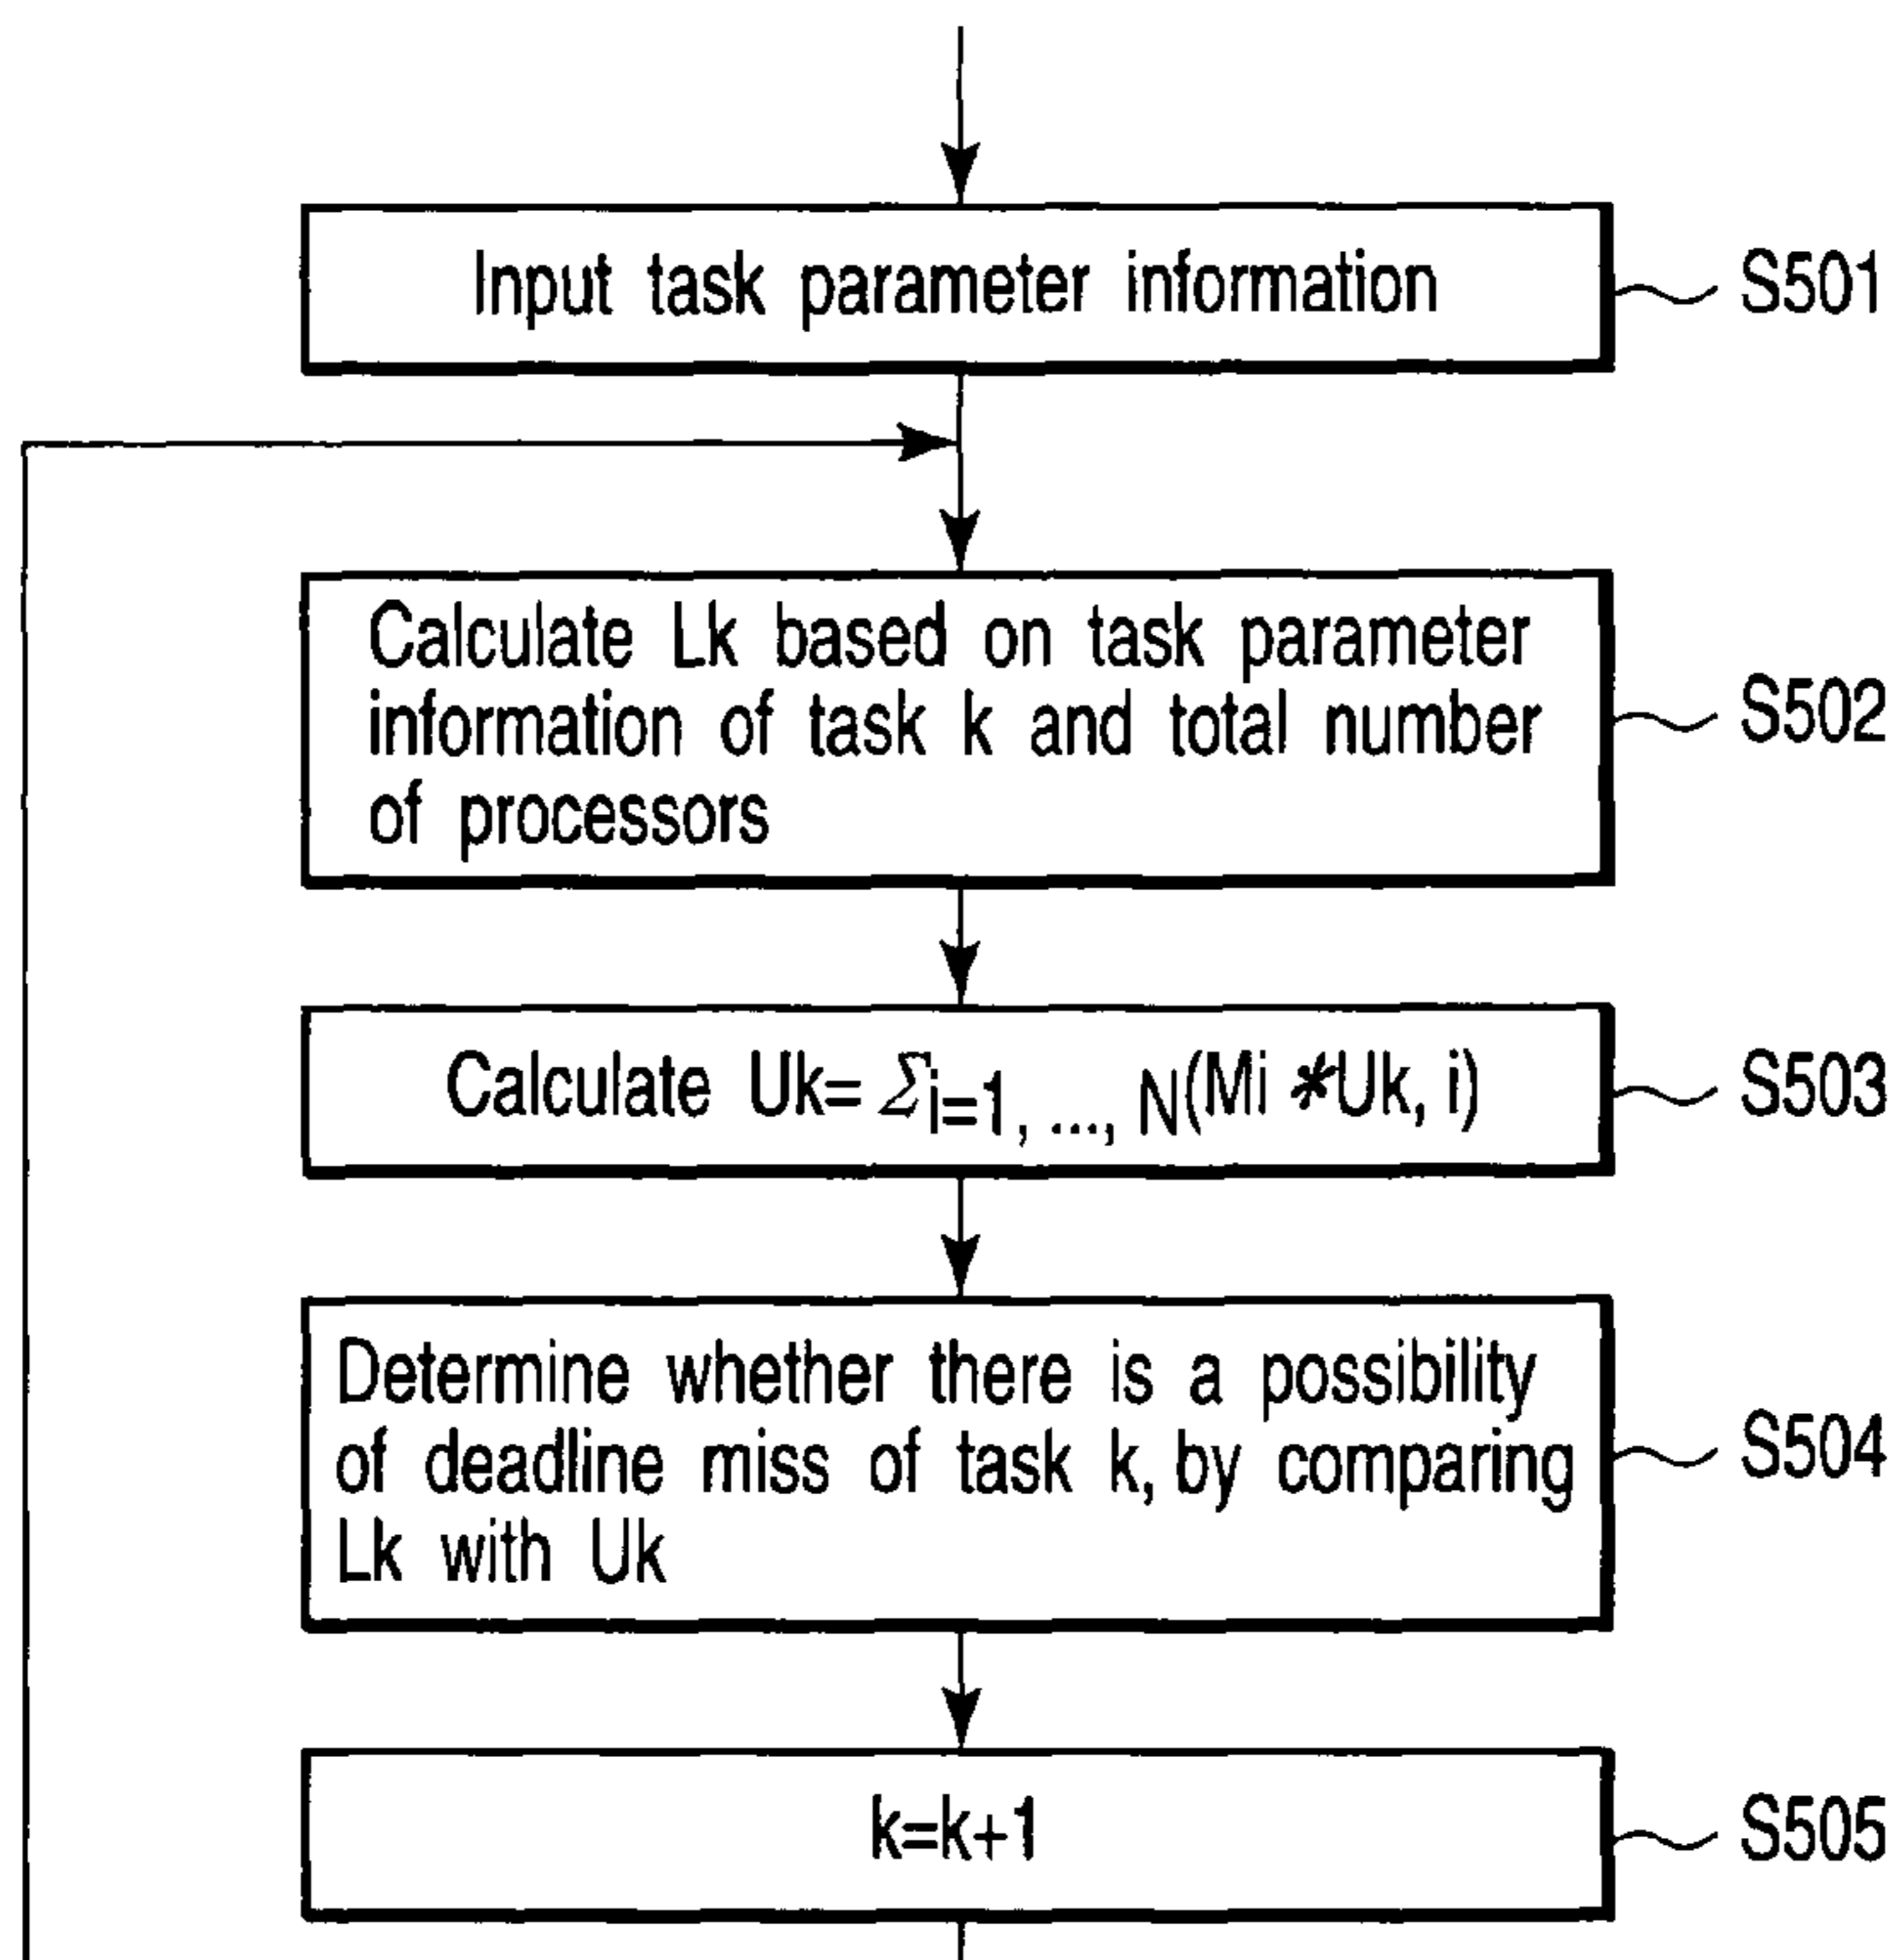 Input task parameter information
S501
Calculate Lk based on task parameter
information of task k and total number
of processors
S502
Calculate Uk= Σi=1, ..., N(Mi *Uk, i)
S503
Determine whether there is a possibility
of deadline miss of task k, by comparing
Lk with Uk
S504
k=k+1
S505